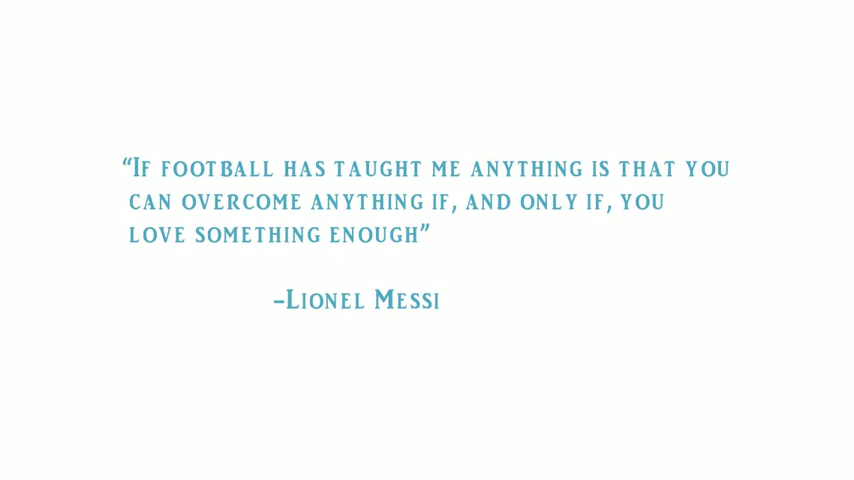 “If football has taught me anything is that you
can overcome anything if, and only if, you
love something enough”
–Lionel Messi